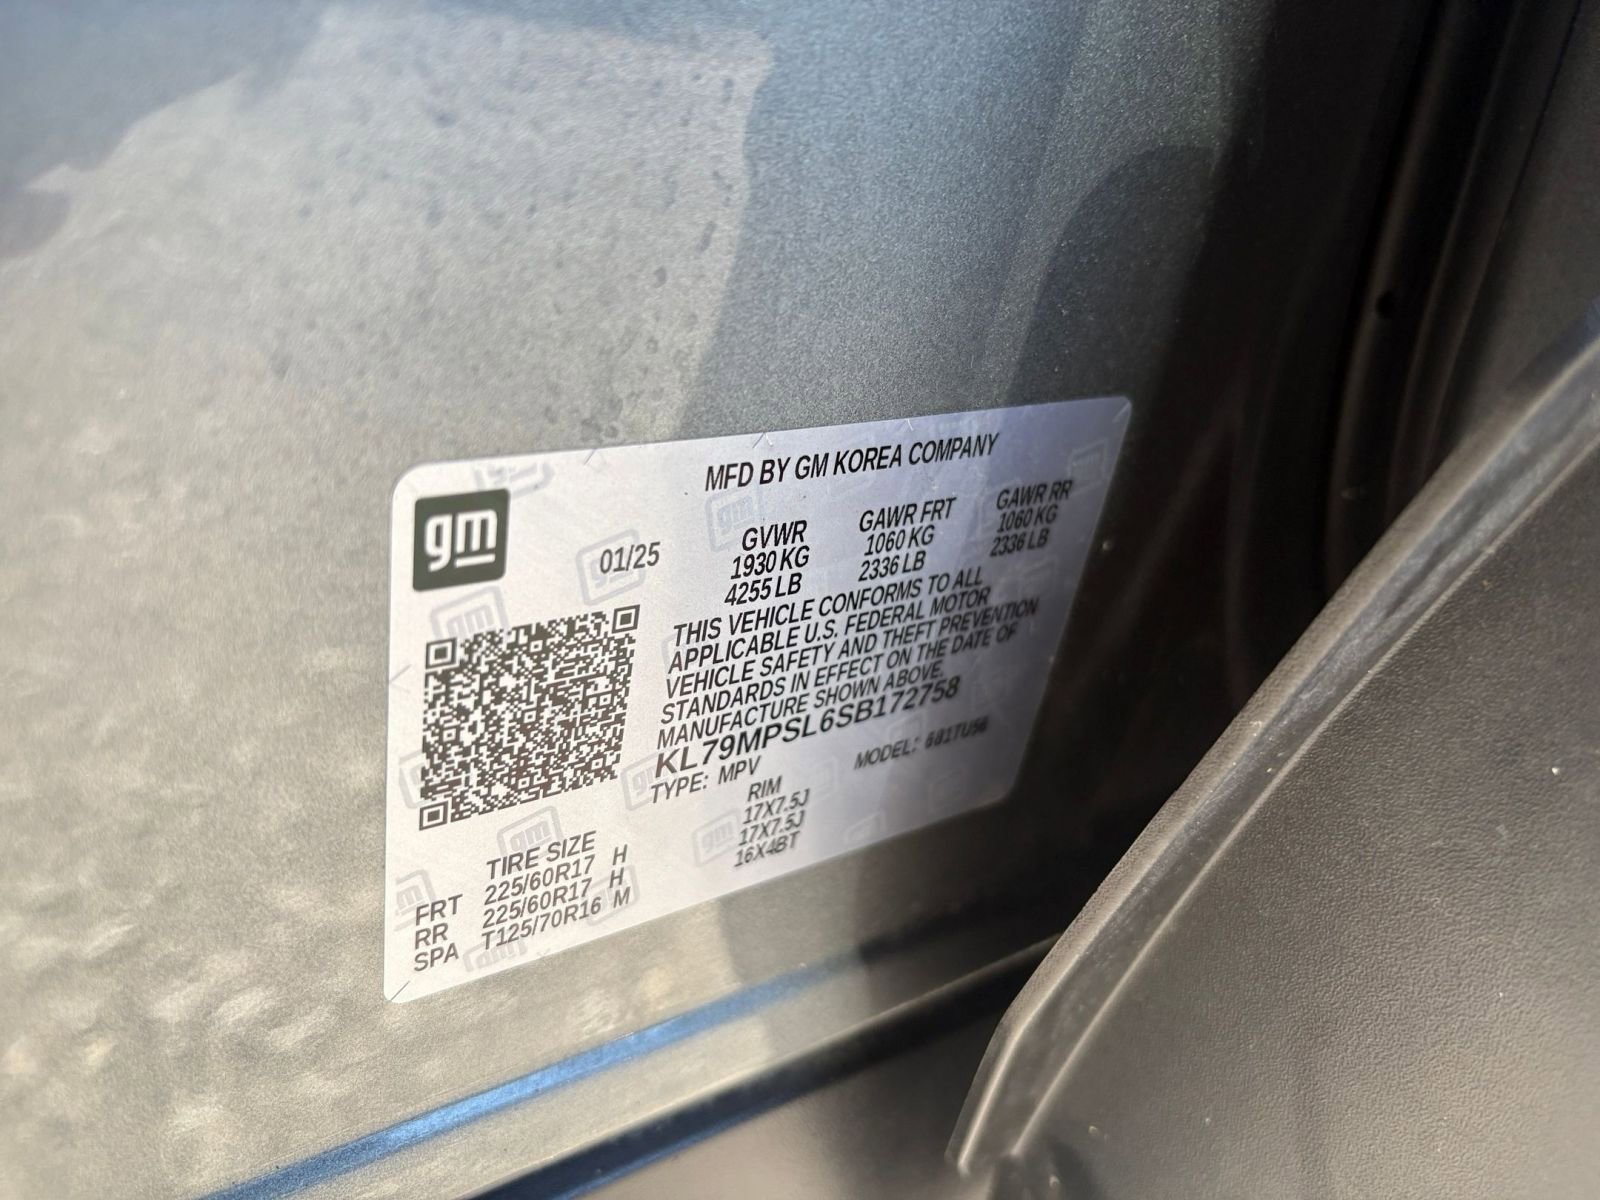 gm
MFD BY GM KOREA COMPANY
01/25
GVWR GAWR FRT GAWR RR
1930 KG 1060 KG 1060 KG
4255 LB 2336 LB 2336 LB
THIS VEHICLE CONFORMS TO ALL
APPLICABLE U.S. FEDERAL MOTOR
VEHICLE SAFETY AND THEFT PREVENTION
STANDARDS IN EFFECT ON THE DATE OF
MANUFACTURE SHOWN ABOVE.
KL79MPSL6SB172758
TYPE: MPV MODEL:
TIRE SIZE RIM
FRT 225/60R17 H 17X7.5J
RR 225/60R17 H 17X7.5J
SPA T125/70R16 M 16X4BT